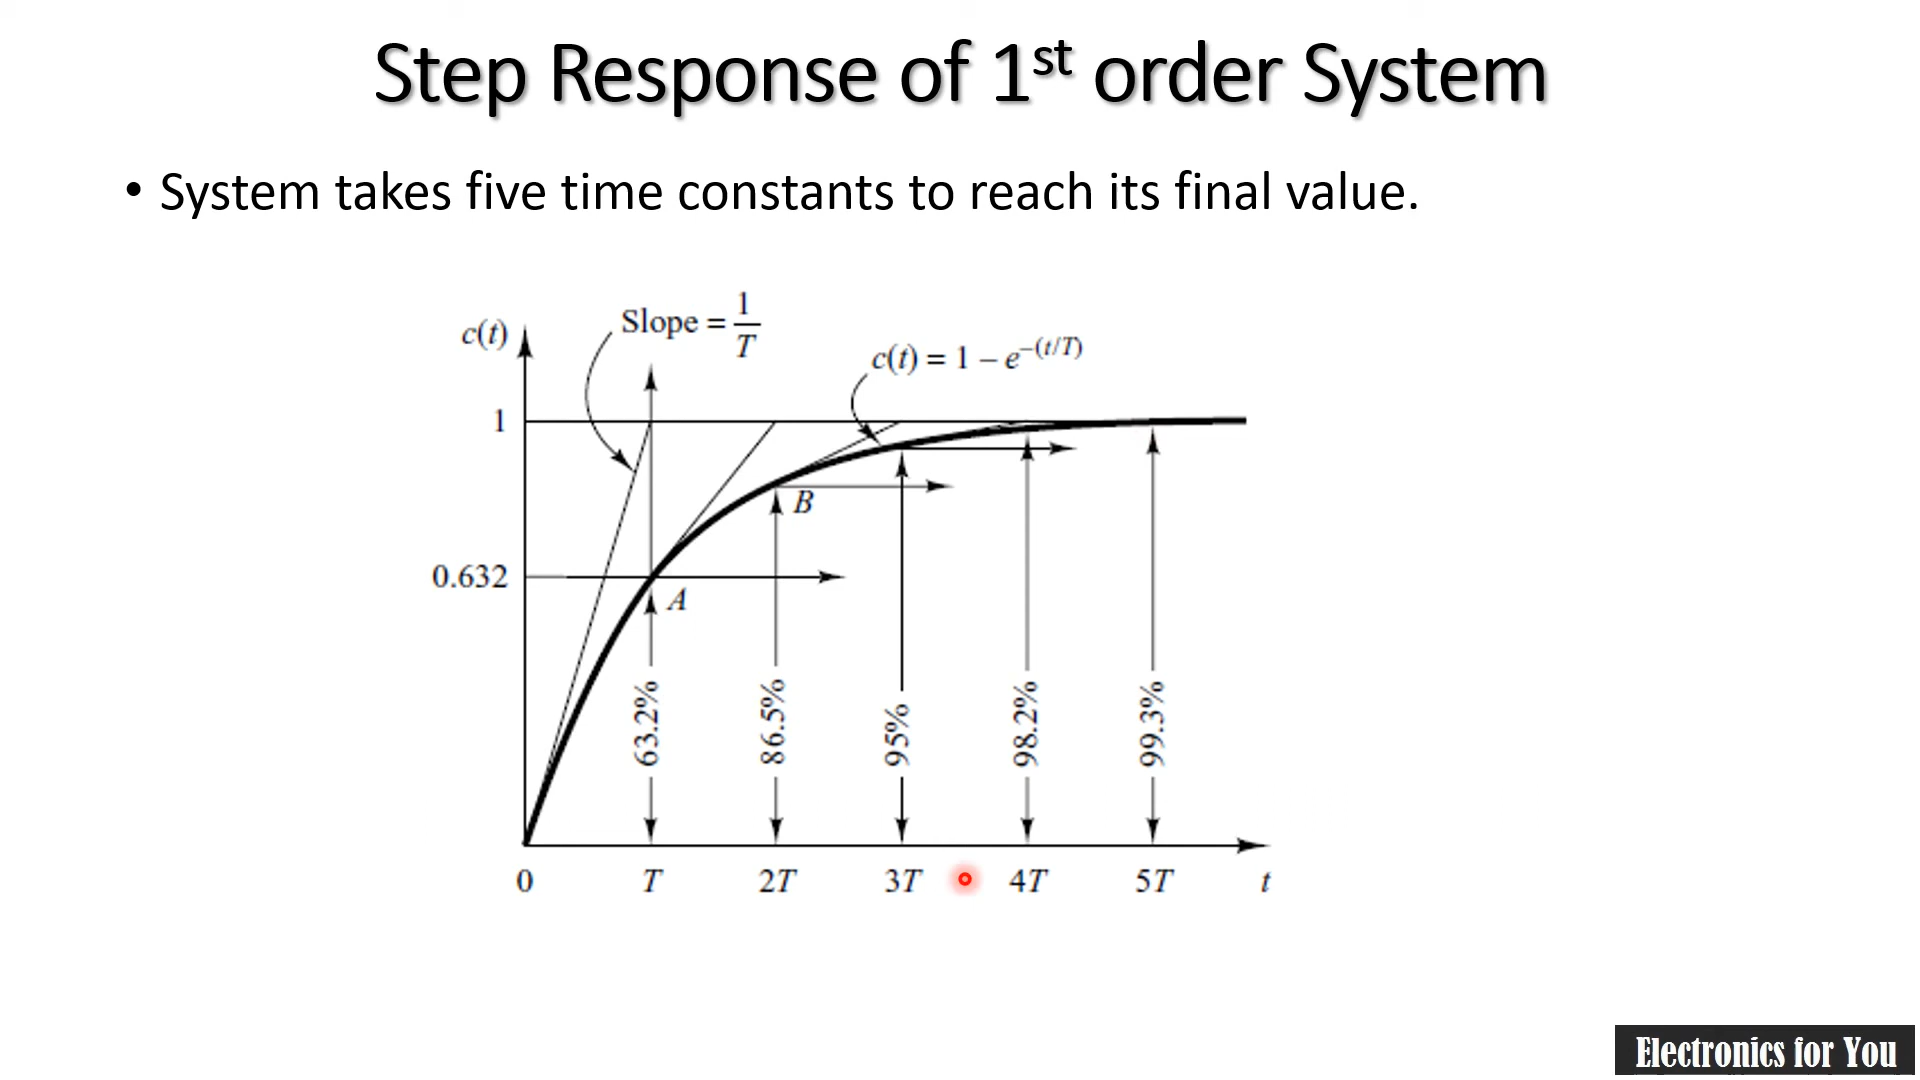 Step Response of 1st order System
• System takes five time constants to reach its final value.
Slope = 1/T
c(t)
c(t) = 1 – e^–(t/T)
1
B
0.632
A
63.2%
86.5%
95%
98.2%
99.3%
0 T 2T 3T 4T 5T t
Electronics for You